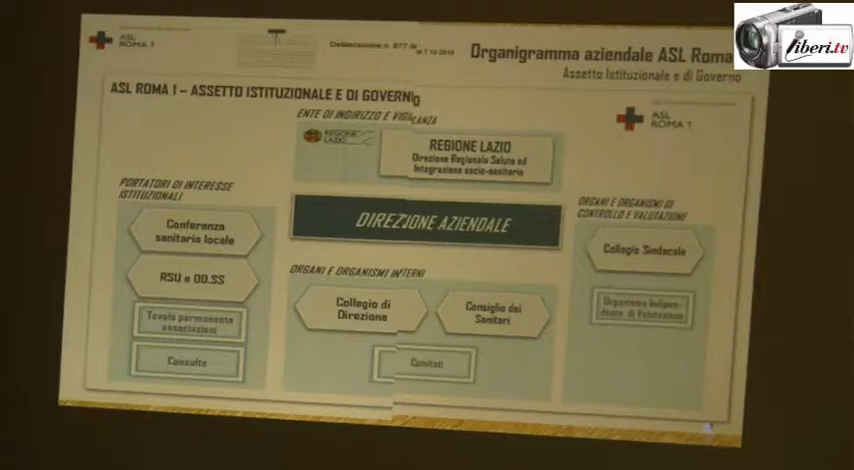 ASL
ROMA 1
Deliberazione n. 877 del 7.10.2019
Organigramma aziendale ASL Roma
Assetto Istituzionale e di Governo
iberi.tv
ASL ROMA 1 – ASSETTO ISTITUZIONALE E DI GOVERNO
ASL
ROMA 1
ENTE DI INDIRIZZO E VIGILANZA
REGIONE
LAZIO
REGIONE LAZIO
Direzione Regionale Salute ed
Integrazione socio-sanitaria
PORTATORI DI INTERESSE
ISTITUZIONALI
Conferenza
sanitaria locale
RSU e OO.SS
Tavolo permanente
associazioni
Consulte
DIREZIONE AZIENDALE
ORGANI E ORGANISMI INTERNI
Collegio di
Direzione
Consiglio dei
Sanitari
Comitati
ORGANI E ORGANISMI DI
CONTROLLO E VALUTAZIONE
Collegio Sindacale
Organismo Indipen-
dente di Valutazione